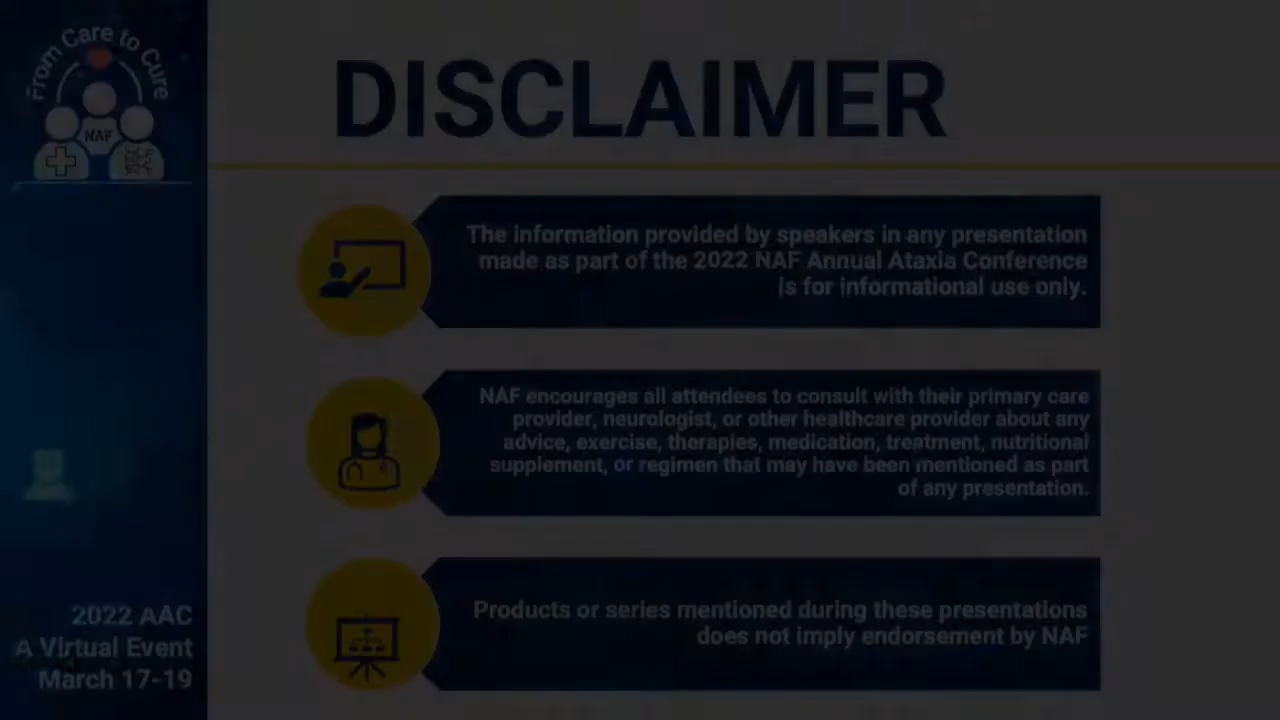 From Care to Cure
NAF
DISCLAIMER
The information provided by speakers in any presentation
made as part of the 2022 NAF Annual Ataxia Conference
is for informational use only.
NAF encourages all attendees to consult with their primary care
provider, neurologist, or other healthcare provider about any
advice, exercise, therapies, medication, treatment, nutritional
supplement, or regimen that may have been mentioned as part
of any presentation.
Products or series mentioned during these presentations
does not imply endorsement by NAF
2022 AAC
A Virtual Event
March 17-19